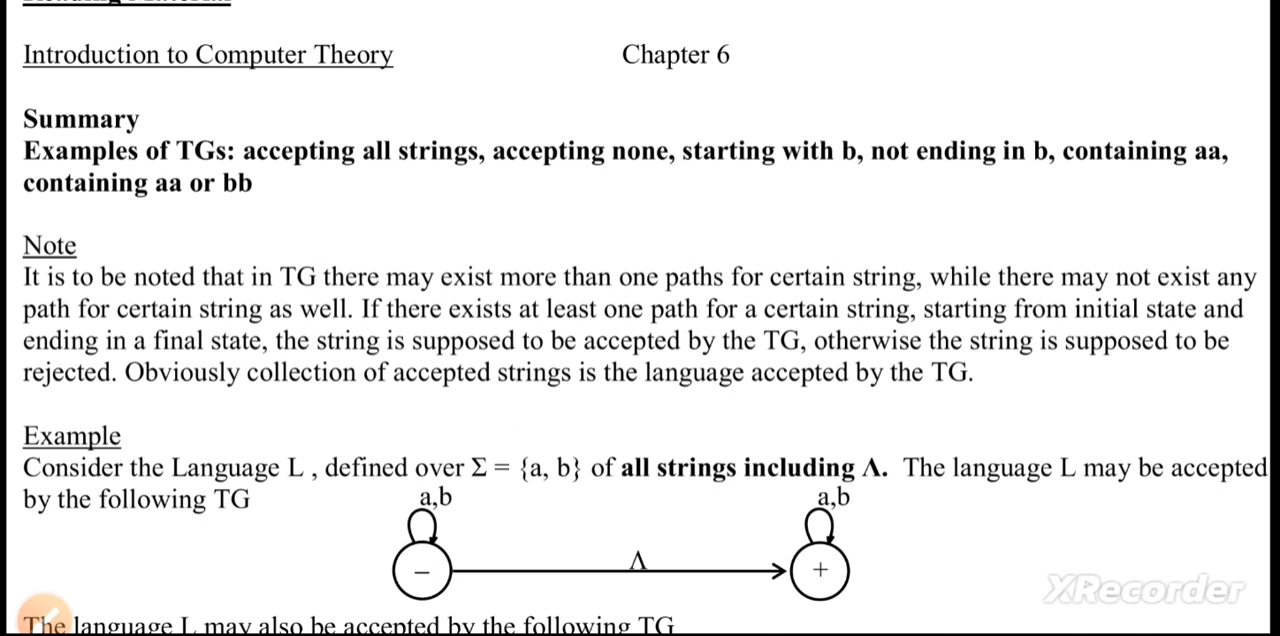 Introduction to Computer Theory Chapter 6
Summary
Examples of TGs: accepting all strings, accepting none, starting with b, not ending in b, containing aa,
containing aa or bb
Note
It is to be noted that in TG there may exist more than one paths for certain string, while there may not exist any
path for certain string as well. If there exists at least one path for a certain string, starting from initial state and
ending in a final state, the string is supposed to be accepted by the TG, otherwise the string is supposed to be
rejected. Obviously collection of accepted strings is the language accepted by the TG.
Example
Consider the Language L , defined over Σ = {a, b} of all strings including Λ. The language L may be accepted
by the following TG
a,b a,b
– Λ +
XRecorder
The language L may also be accepted by the following TG